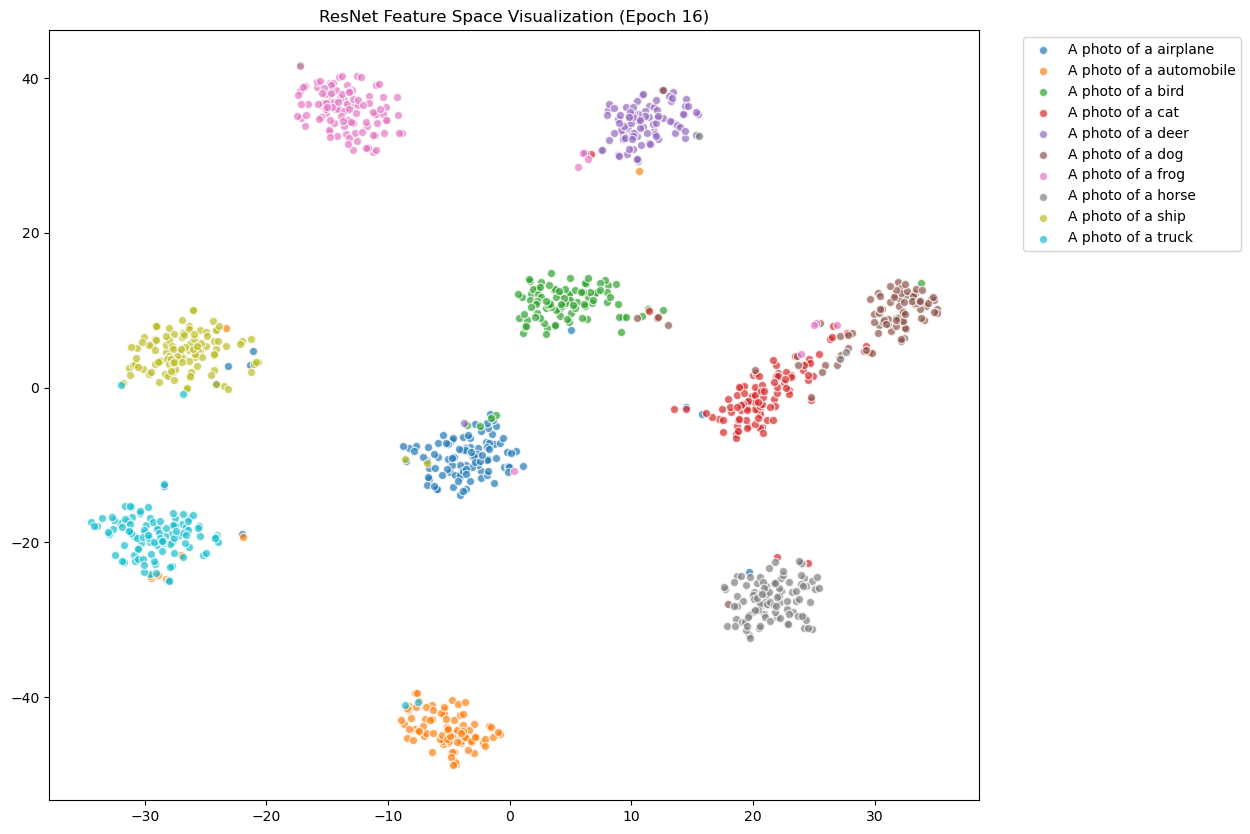 ResNet Feature Space Visualization (Epoch 16)
A photo of a airplane
A photo of a automobile
A photo of a bird
A photo of a cat
A photo of a deer
A photo of a dog
A photo of a frog
A photo of a horse
A photo of a ship
A photo of a truck
40
20
0
−20
−40
−30
−20
−10
0
10
20
30